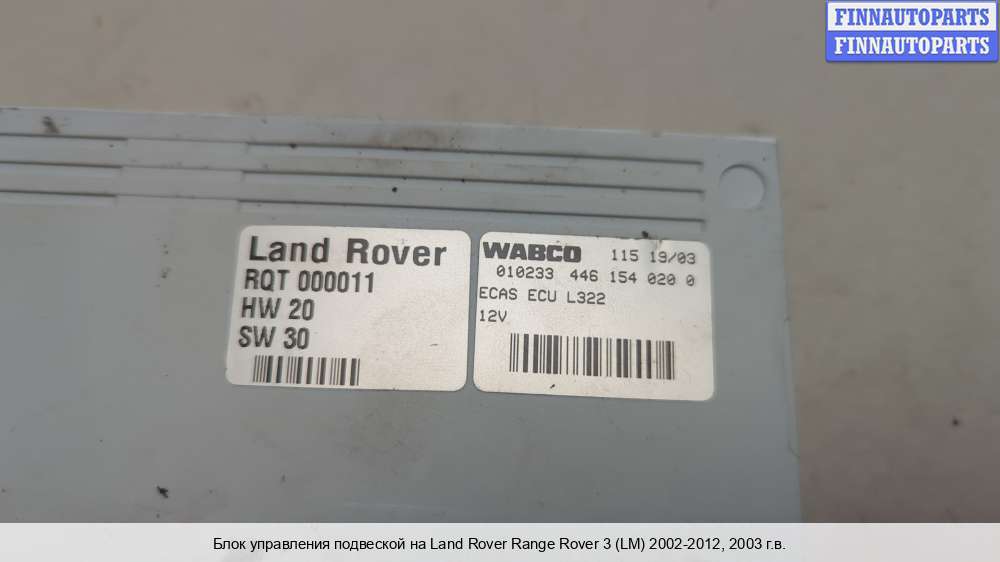 FINNAUTOPARTS
FINNAUTOPARTS
Land Rover
RQT 000011
HW 20
SW 30
WABCO 115 19/03
010233 446 154 020 0
ECAS ECU L322
12V
Блок управления подвеской на Land Rover Range Rover 3 (LM) 2002-2012, 2003 г.в.